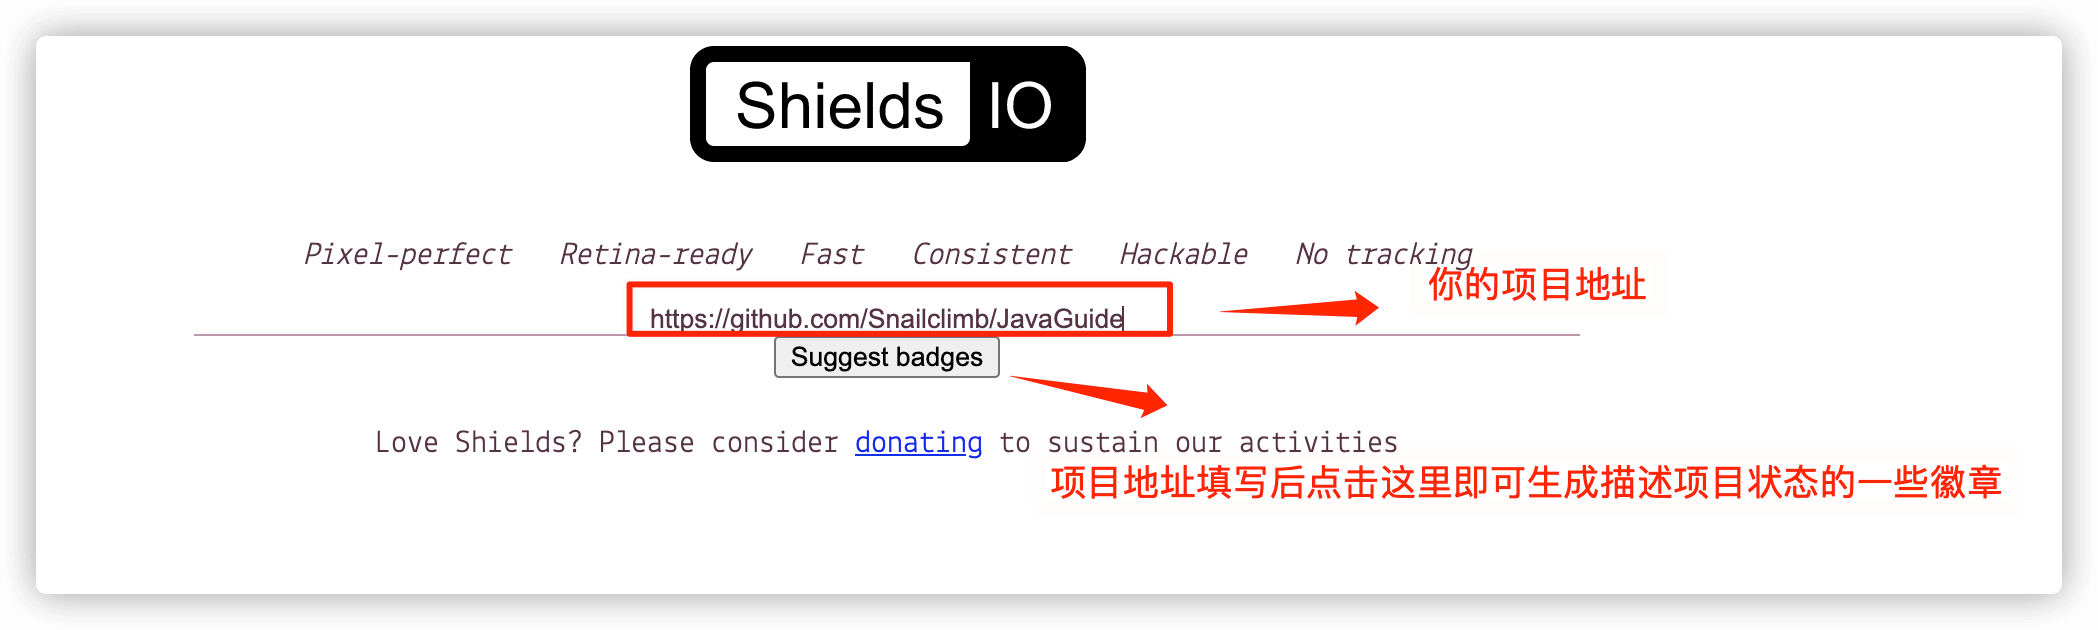 Shields IO
Pixel-perfect Retina-ready Fast Consistent Hackable No tracking
你的项目地址
https://github.com/Snailclimb/JavaGuide
Suggest badges
Love Shields? Please consider donating to sustain our activities
项目地址填写后点击这里即可生成描述项目状态的一些徽章